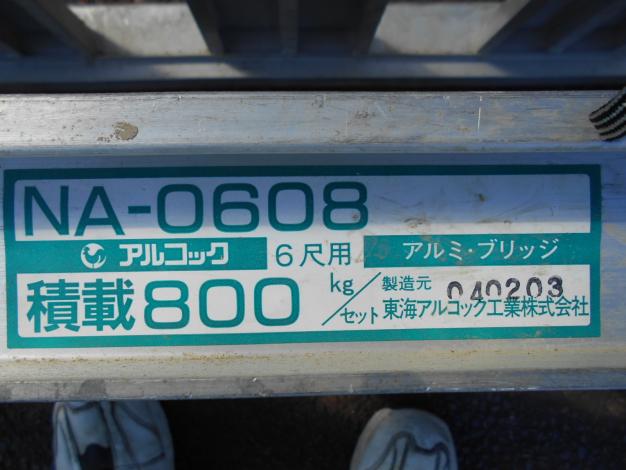 NA-0608
アルコック 6尺用 アルミ・ブリッジ
積載800kg/セット 製造元 040203
東海アルコック工業株式会社